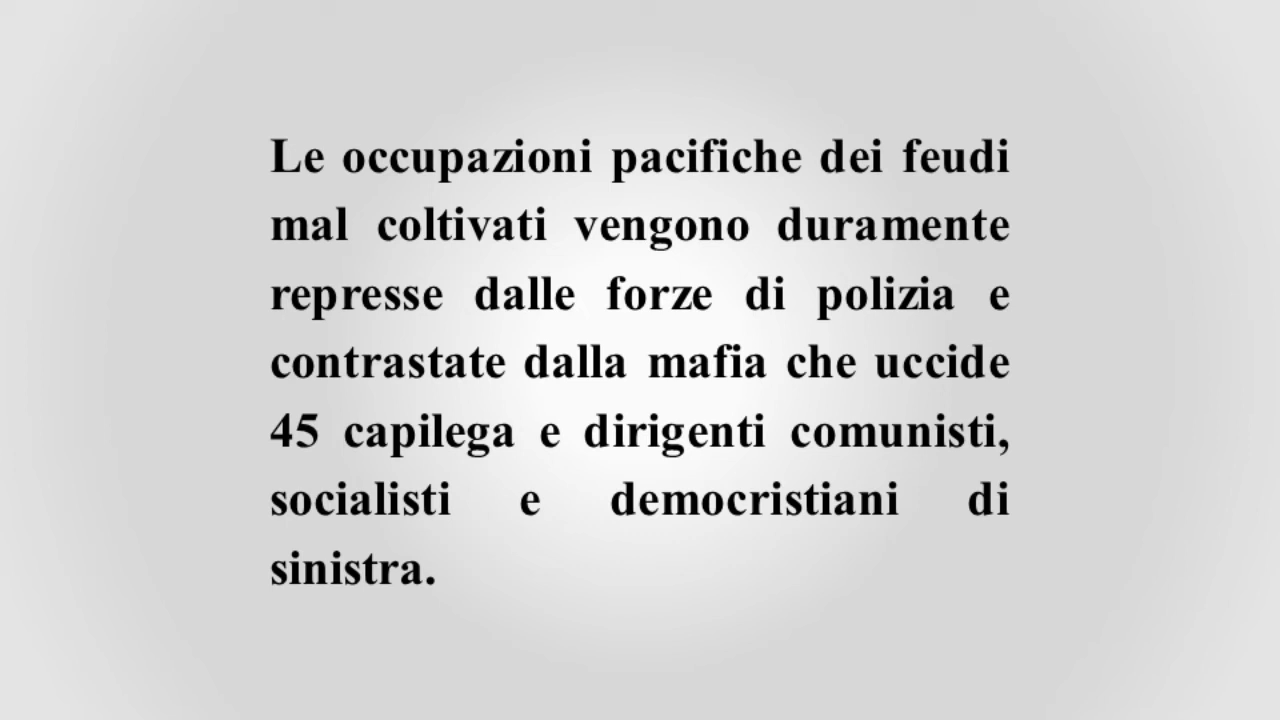 Le occupazioni pacifiche dei feudi
mal coltivati vengono duramente
represse dalle forze di polizia e
contrastate dalla mafia che uccide
45 capilega e dirigenti comunisti,
socialisti e democristiani di
sinistra.